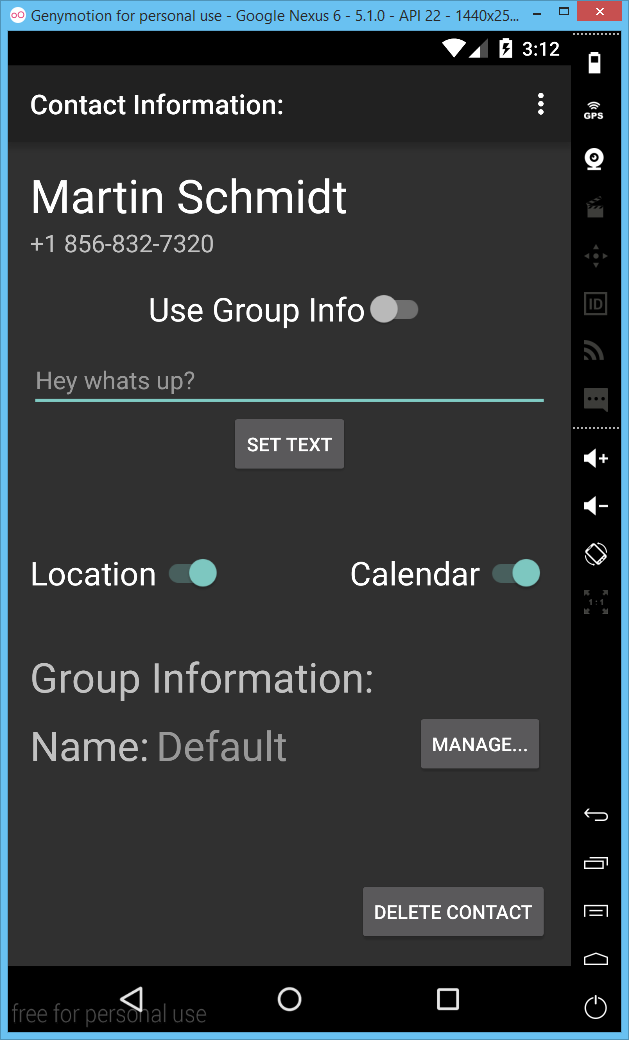 Genymotion for personal use - Google Nexus 6 - 5.1.0 - API 22 - 1440x25...
3:12
Contact Information:
GPS
Martin Schmidt
+1 856-832-7320
ID
Use Group Info
Hey whats up?
SET TEXT
Location Calendar
1:1
Group Information:
Name: Default MANAGE...
DELETE CONTACT
free for personal use